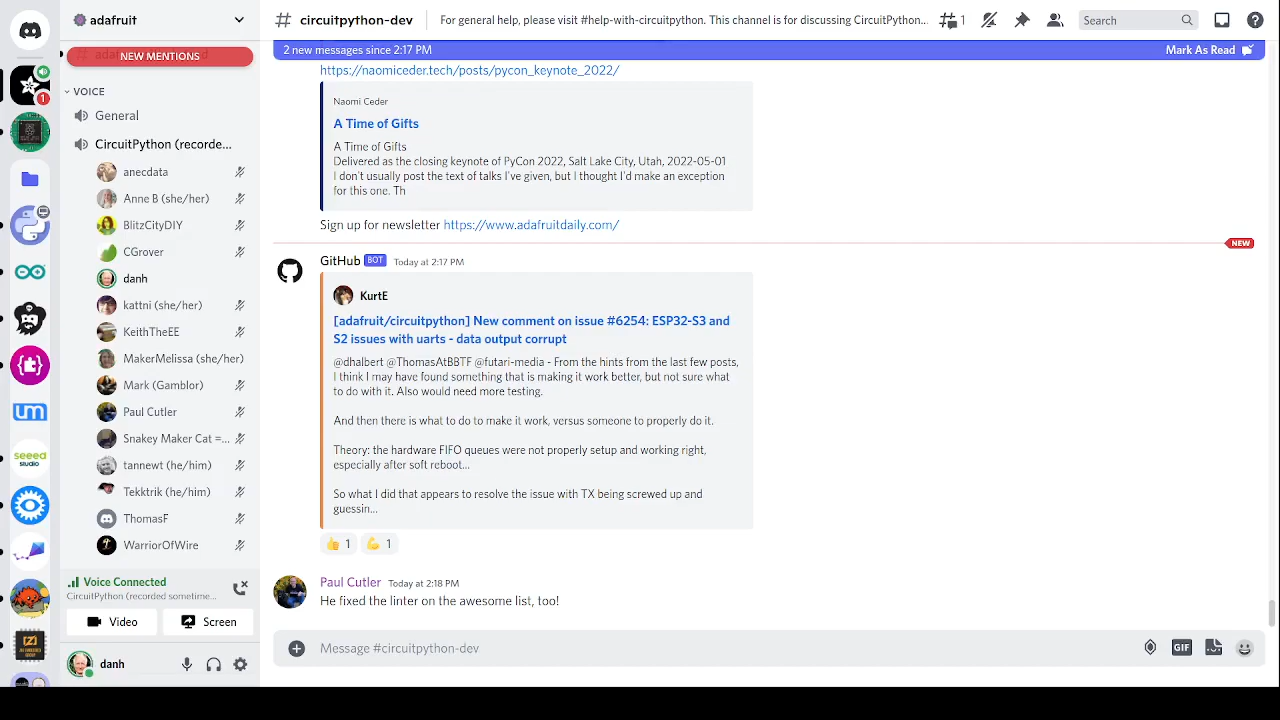 adafruit
NEW MENTIONS
VOICE
General
CircuitPython (recorde...
anecdata
Anne B (she/her)
BlitzCityDIY
CGrover
danh
kattni (she/her)
KeithTheEE
MakerMelissa (she/her)
Mark (Gamblor)
Paul Cutler
Snakey Maker Cat =...
tannewt (he/him)
Tekktrik (he/him)
ThomasF
WarriorOfWire
Voice Connected
CircuitPython (recorded sometime...
Video
Screen
danh
1
um
seeed
studio
# circuitpython-dev
For general help, please visit #help-with-circuitpython. This channel is for discussing CircuitPython...
1
Search
2 new messages since 2:17 PM
Mark As Read
https://naomiceder.tech/posts/pycon_keynote_2022/
Naomi Ceder
A Time of Gifts
A Time of Gifts
Delivered as the closing keynote of PyCon 2022, Salt Lake City, Utah, 2022-05-01
I don't usually post the text of talks I've given, but I thought I'd make an exception
for this one. Th
Sign up for newsletter https://www.adafruitdaily.com/
NEW
GitHub BOT Today at 2:17 PM
KurtE
[adafruit/circuitpython] New comment on issue #6254: ESP32-S3 and
S2 issues with uarts - data output corrupt
@dhalbert @ThomasAtBBTF @futari-media - From the hints from the last few posts,
I think I may have found something that is making it work better, but not sure what
to do with it. Also would need more testing.
And then there is what to do to make it work, versus someone to properly do it.
Theory: the hardware FIFO queues were not properly setup and working right,
especially after soft reboot...
So what I did that appears to resolve the issue with TX being screwed up and
guessin...
1 1
Paul Cutler Today at 2:18 PM
He fixed the linter on the awesome list, too!
Message #circuitpython-dev
GIF